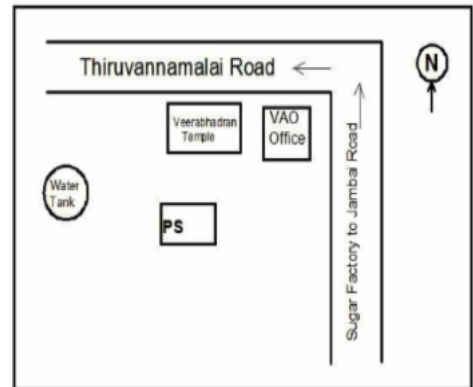 Thiruvannamalai Road
N
Veerabhadran
Temple
VAO
Office
Water
Tank
PS
Sugar Factory to Jambai Road